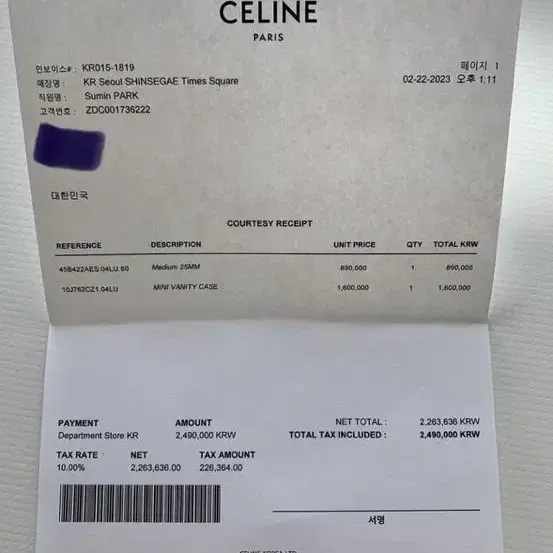 CELINE
PARIS
인보이스# : KR015-1819
페이지 1
매장명 : KR Seoul SHINSEGAE Times Square
02-22-2023 오후 1:11
직원명 : Sumin PARK
고객번호 : ZDC001736222
대한민국
COURTESY RECEIPT
REFERENCE DESCRIPTION UNIT PRICE QTY TOTAL KRW
45B422AES.04LU.80 Medium 25MM 890,000 1 890,000
10J762CZ1.04LU MINI VANITY CASE 1,600,000 1 1,600,000
PAYMENT AMOUNT NET TOTAL : 2,263,636 KRW
Department Store KR 2,490,000 KRW TOTAL TAX INCLUDED : 2,490,000 KRW
TAX RATE NET TAX AMOUNT
10.00% 2,263,636.00 226,364.00
서명
CELINE KOREA LTD